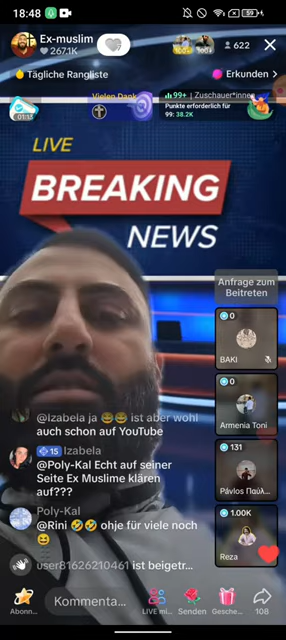 18:48
59
Ex-muslim
267.1K
100+
100+
622
Tägliche Rangliste
Erkunden >
Vielen Dank
99+ | Zuschauer*innen
Punkte erforderlich für
99: 38.2K
01:13
LIVE
BREAKING
NEWS
Anfrage zum
Beitreten
0
BAKI
0
Armenia Toni
131
Pávlos Παύλ...
1.00K
Reza
@Izabela ja 😂😂 ist aber wohl
auch schon auf YouTube
15 Izabela
@Poly-Kal Echt auf seiner
Seite Ex Muslime klären
auf???
Poly-Kal
@Rini 🤣🤣 ohje für viele noch
😆
user81626210461 ist beigetr...
Kommenta...
Abonn...
LIVE mi...
Senden
Gesche...
108